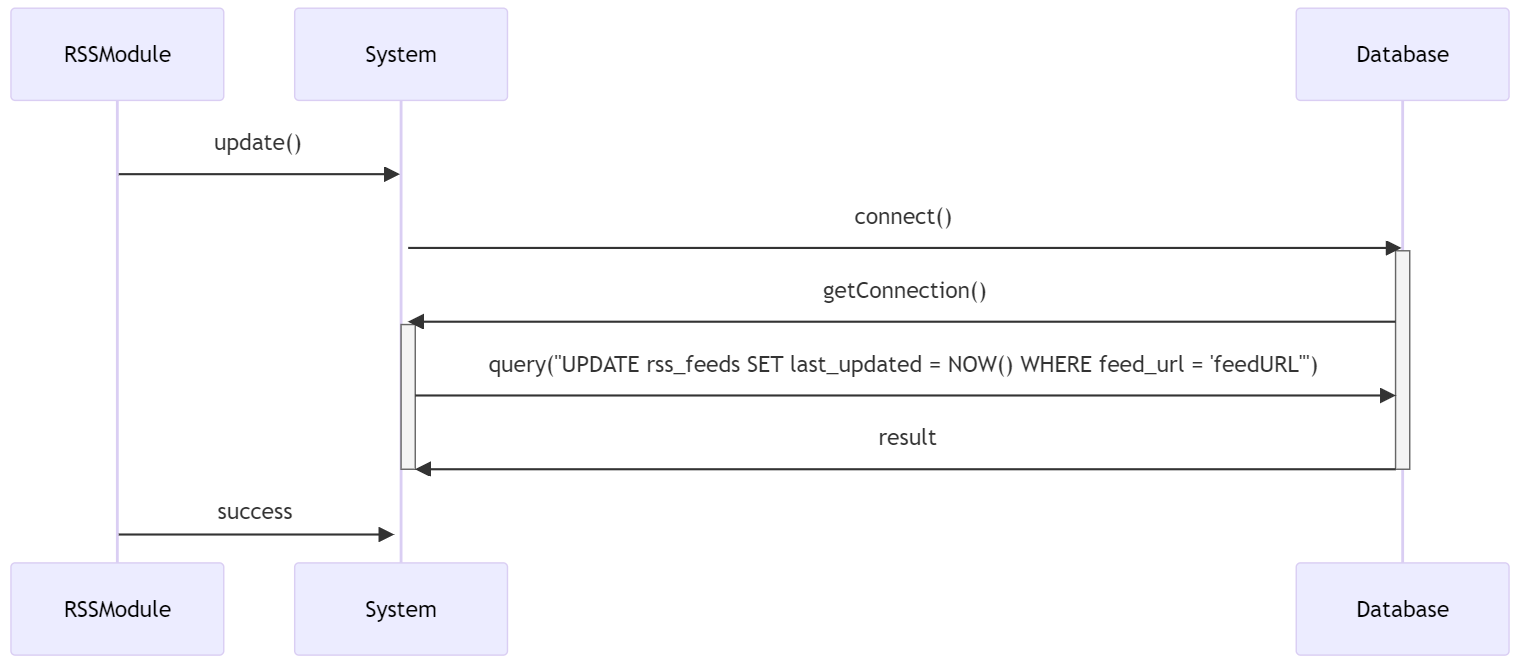 RSSModule System Database
update()
connect()
getConnection()
query("UPDATE rss_feeds SET last_updated = NOW() WHERE feed_url = 'feedURL'")
result
success
RSSModule System Database